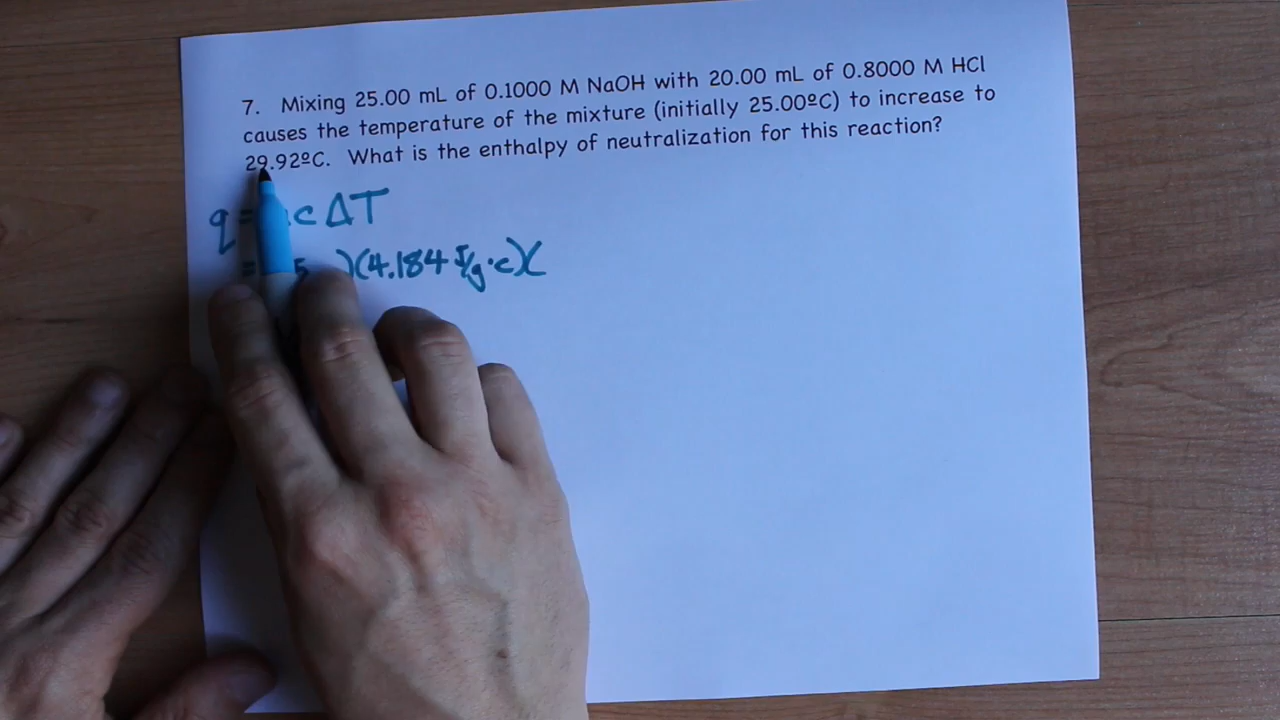 7. Mixing 25.00 mL of 0.1000 M NaOH with 20.00 mL of 0.8000 M HCl
causes the temperature of the mixture (initially 25.00ºC) to increase to
29.92ºC. What is the enthalpy of neutralization for this reaction?
q = c ΔT
= 5 )(4.184 J/g·c)(